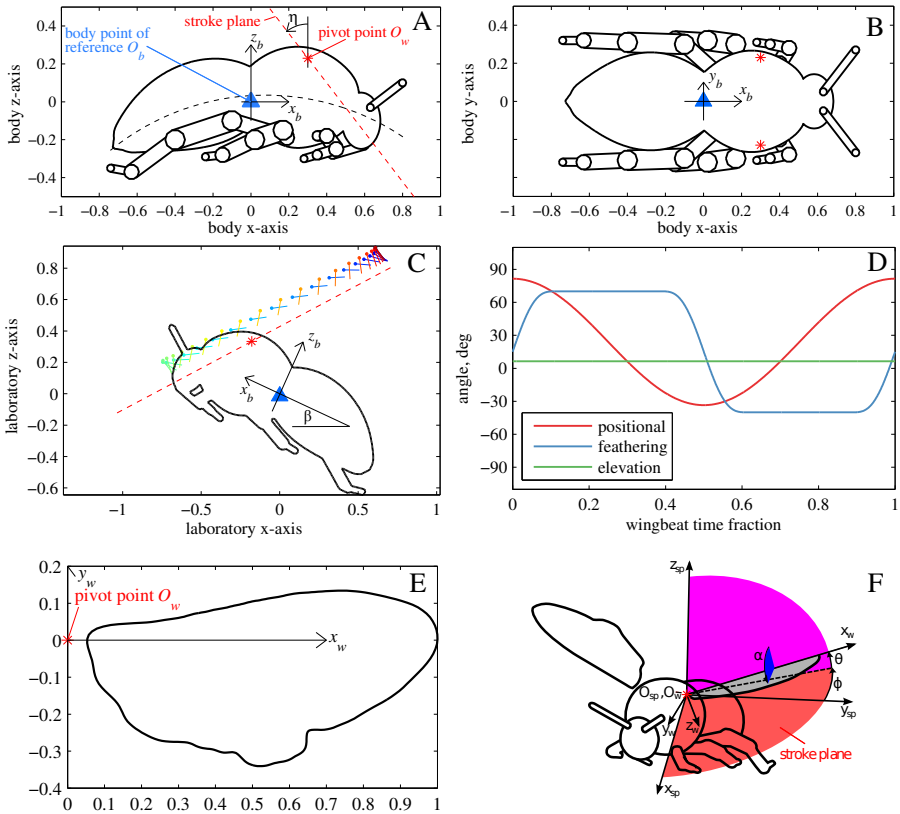 A
stroke plane
η
pivot point O_w
body point of
reference O_b
z_b
x_b
body z-axis
0.4
0.2
0
−0.2
−0.4
−1 −0.8 −0.6 −0.4 −0.2 0 0.2 0.4 0.6 0.8 1
body x-axis
B
y_b
x_b
body y-axis
0.4
0.2
0
−0.2
−0.4
−1 −0.8 −0.6 −0.4 −0.2 0 0.2 0.4 0.6 0.8 1
body x-axis
C
z_b
x_b
β
laboratory z-axis
0.8
0.6
0.4
0.2
0
−0.2
−0.4
−0.6
−1 −0.5 0 0.5 1
laboratory x-axis
D
angle, deg
90
60
30
0
−30
−60
−90
positional
feathering
elevation
0 0.2 0.4 0.6 0.8 1
wingbeat time fraction
E
y_w
pivot point O_w
x_w
0.2
0.1
0
−0.1
−0.2
−0.3
−0.4
0 0.1 0.2 0.3 0.4 0.5 0.6 0.7 0.8 0.9 1
F
z_sp
x_w
α
θ
ϕ
O_sp, O_w
y_sp
y_w
z_w
stroke plane
x_sp